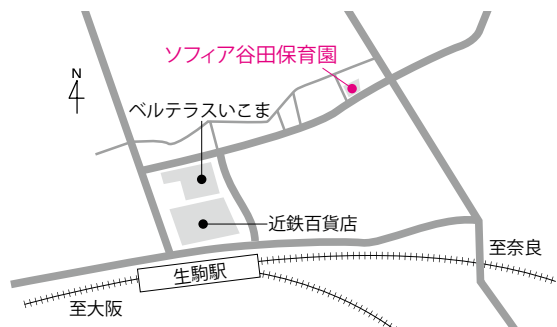 ソフィア谷田保育園
N
ベルテラスいこま
近鉄百貨店
至奈良
生駒駅
至大阪